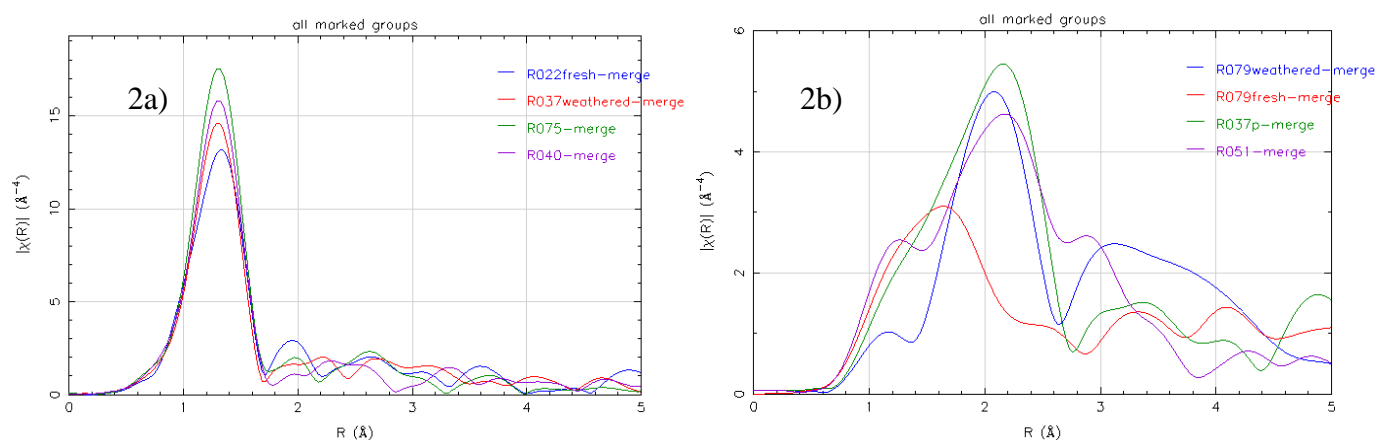 all marked groups
2a)
R022fresh-merge
R037weathered-merge
R075-merge
R040-merge
|χ(R)| (Å⁻⁴)
15
10
5
0
0 1 2 3 4 5
R (Å)
all marked groups
2b)
R079weathered-merge
R079fresh-merge
R037p-merge
R051-merge
|χ(R)| (Å⁻⁴)
6
4
2
0
0 1 2 3 4 5
R (Å)